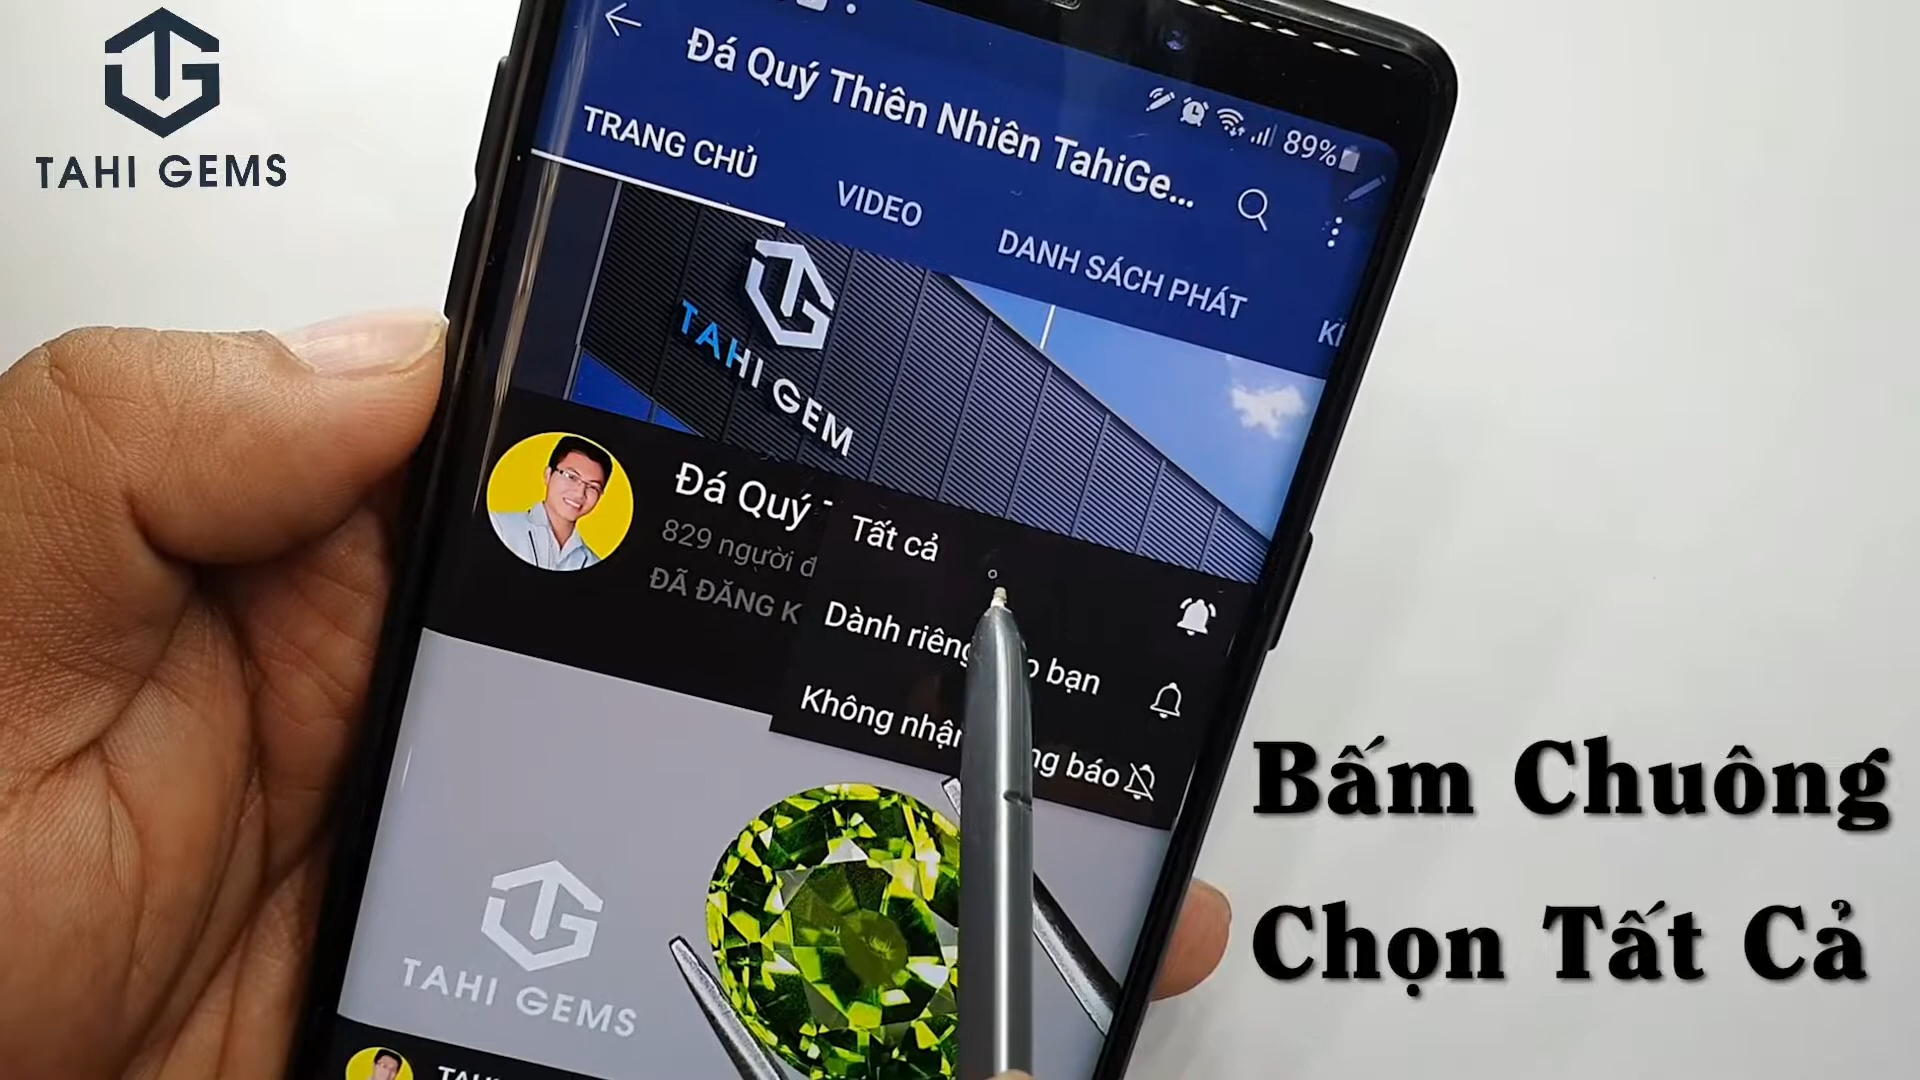 TAHI GEMS
89%
Đá Quý Thiên Nhiên TahiGe...
TRANG CHỦ
VIDEO
DANH SÁCH PHÁT
TAHI GEM
Đá Quý
829 người đ
ĐÃ ĐĂNG K
Tất cả
Dành riêng bạn
Không nhận báo
TAHI GEMS
Bấm Chuông
Chọn Tất Cả